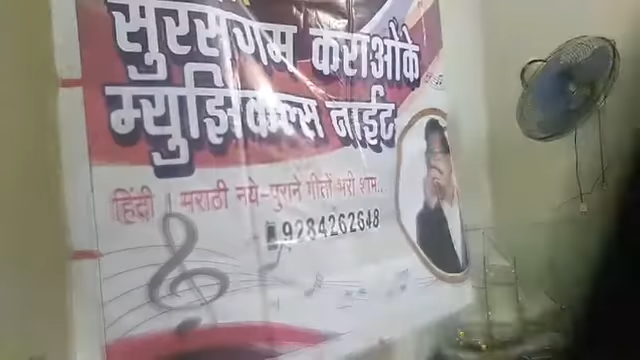 सुरसंगम कराओके
म्युझिकल्स नाईट
हिंदी | मराठी नये-पुराने गीतों भरी शाम..
9284262648